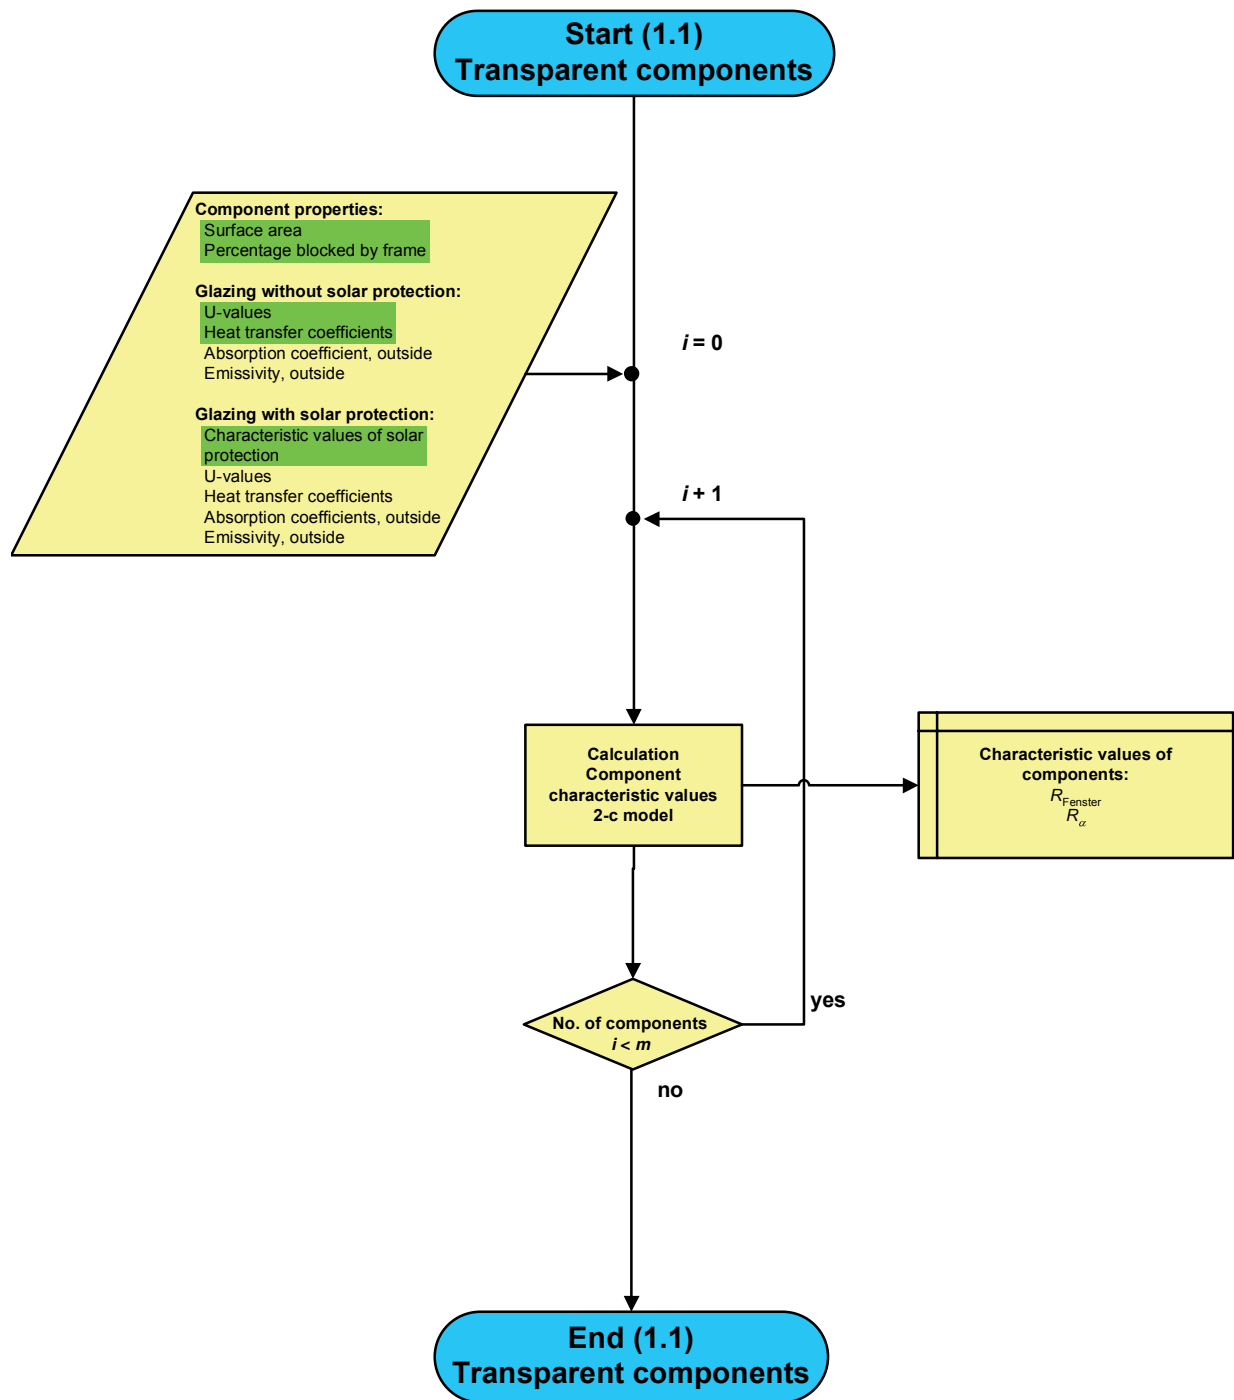 Start (1.1)
Transparent components
Component properties:
Surface area
Percentage blocked by frame
Glazing without solar protection:
U-values
Heat transfer coefficients
Absorption coefficient, outside
Emissivity, outside
Glazing with solar protection:
Characteristic values of solar
protection
U-values
Heat transfer coefficients
Absorption coefficients, outside
Emissivity, outside
i = 0
i + 1
Calculation
Component
characteristic values
2-c model
Characteristic values of
components:
R_Fenster
R_α
No. of components
i < m
yes
no
End (1.1)
Transparent components